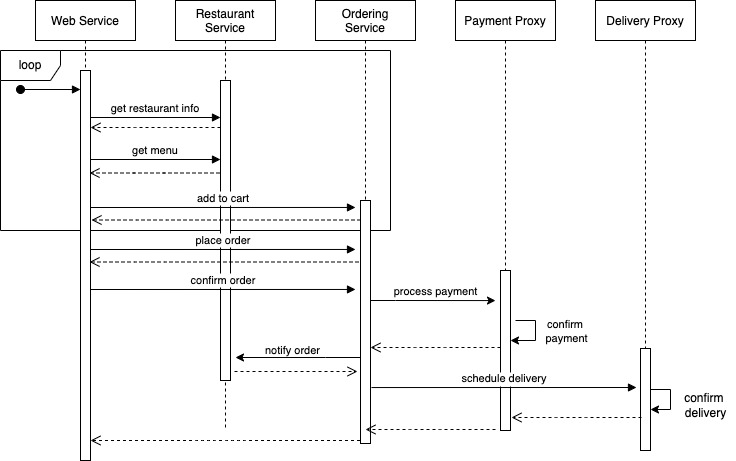 Web Service
Restaurant
Service
Ordering
Service
Payment Proxy
Delivery Proxy
loop
get restaurant info
get menu
add to cart
place order
confirm order
process payment
confirm
payment
notify order
schedule delivery
confirm
delivery